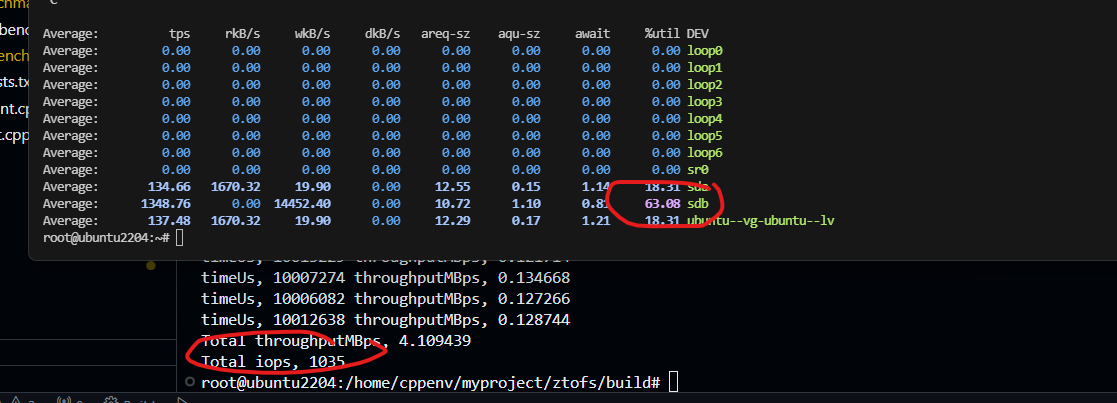 chma
Average: tps rkB/s wkB/s dkB/s areq-sz aqu-sz await %util DEV
benc
Average: 0.00 0.00 0.00 0.00 0.00 0.00 0.00 0.00 loop0
ench
Average: 0.00 0.00 0.00 0.00 0.00 0.00 0.00 0.00 loop1
sts.tx
Average: 0.00 0.00 0.00 0.00 0.00 0.00 0.00 0.00 loop2
nt.cp
Average: 0.00 0.00 0.00 0.00 0.00 0.00 0.00 0.00 loop3
Average: 0.00 0.00 0.00 0.00 0.00 0.00 0.00 0.00 loop4
t.cpp
Average: 0.00 0.00 0.00 0.00 0.00 0.00 0.00 0.00 loop5
Average: 0.00 0.00 0.00 0.00 0.00 0.00 0.00 0.00 loop6
Average: 0.00 0.00 0.00 0.00 0.00 0.00 0.00 0.00 sr0
Average: 134.66 1670.32 19.90 0.00 12.55 0.15 1.14 18.31 sda
Average: 1348.76 0.00 14452.40 0.00 10.72 1.10 0.81 63.08 sdb
Average: 137.48 1670.32 19.90 0.00 12.29 0.17 1.21 18.31 ubuntu--vg-ubuntu--lv
root@ubuntu2204:~#
timeUs, 10007274 throughputMBps, 0.134668
timeUs, 10006082 throughputMBps, 0.127266
timeUs, 10012638 throughputMBps, 0.128744
Total throughputMBps, 4.109439
Total iops, 1035
root@ubuntu2204:/home/cppenv/myproject/ztofs/build#